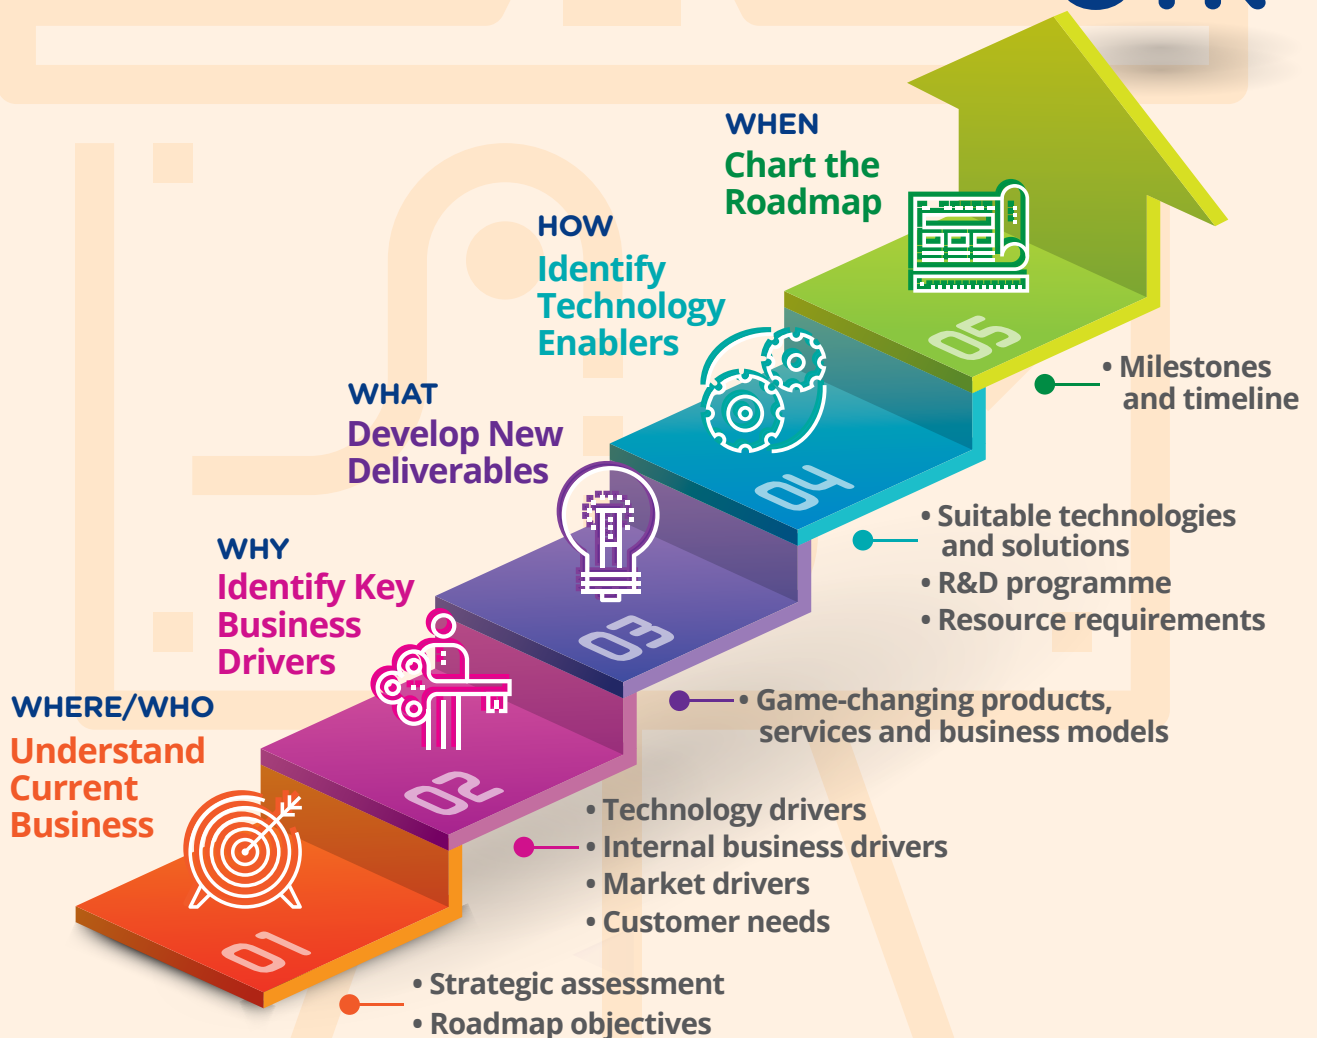 WHEN
Chart the
Roadmap
05
• Milestones
and timeline
HOW
Identify
Technology
Enablers
04
• Suitable technologies
and solutions
• R&D programme
• Resource requirements
WHAT
Develop New
Deliverables
03
• Game-changing products,
services and business models
WHY
Identify Key
Business
Drivers
02
• Technology drivers
• Internal business drivers
• Market drivers
• Customer needs
WHERE/WHO
Understand
Current
Business
01
• Strategic assessment
• Roadmap objectives